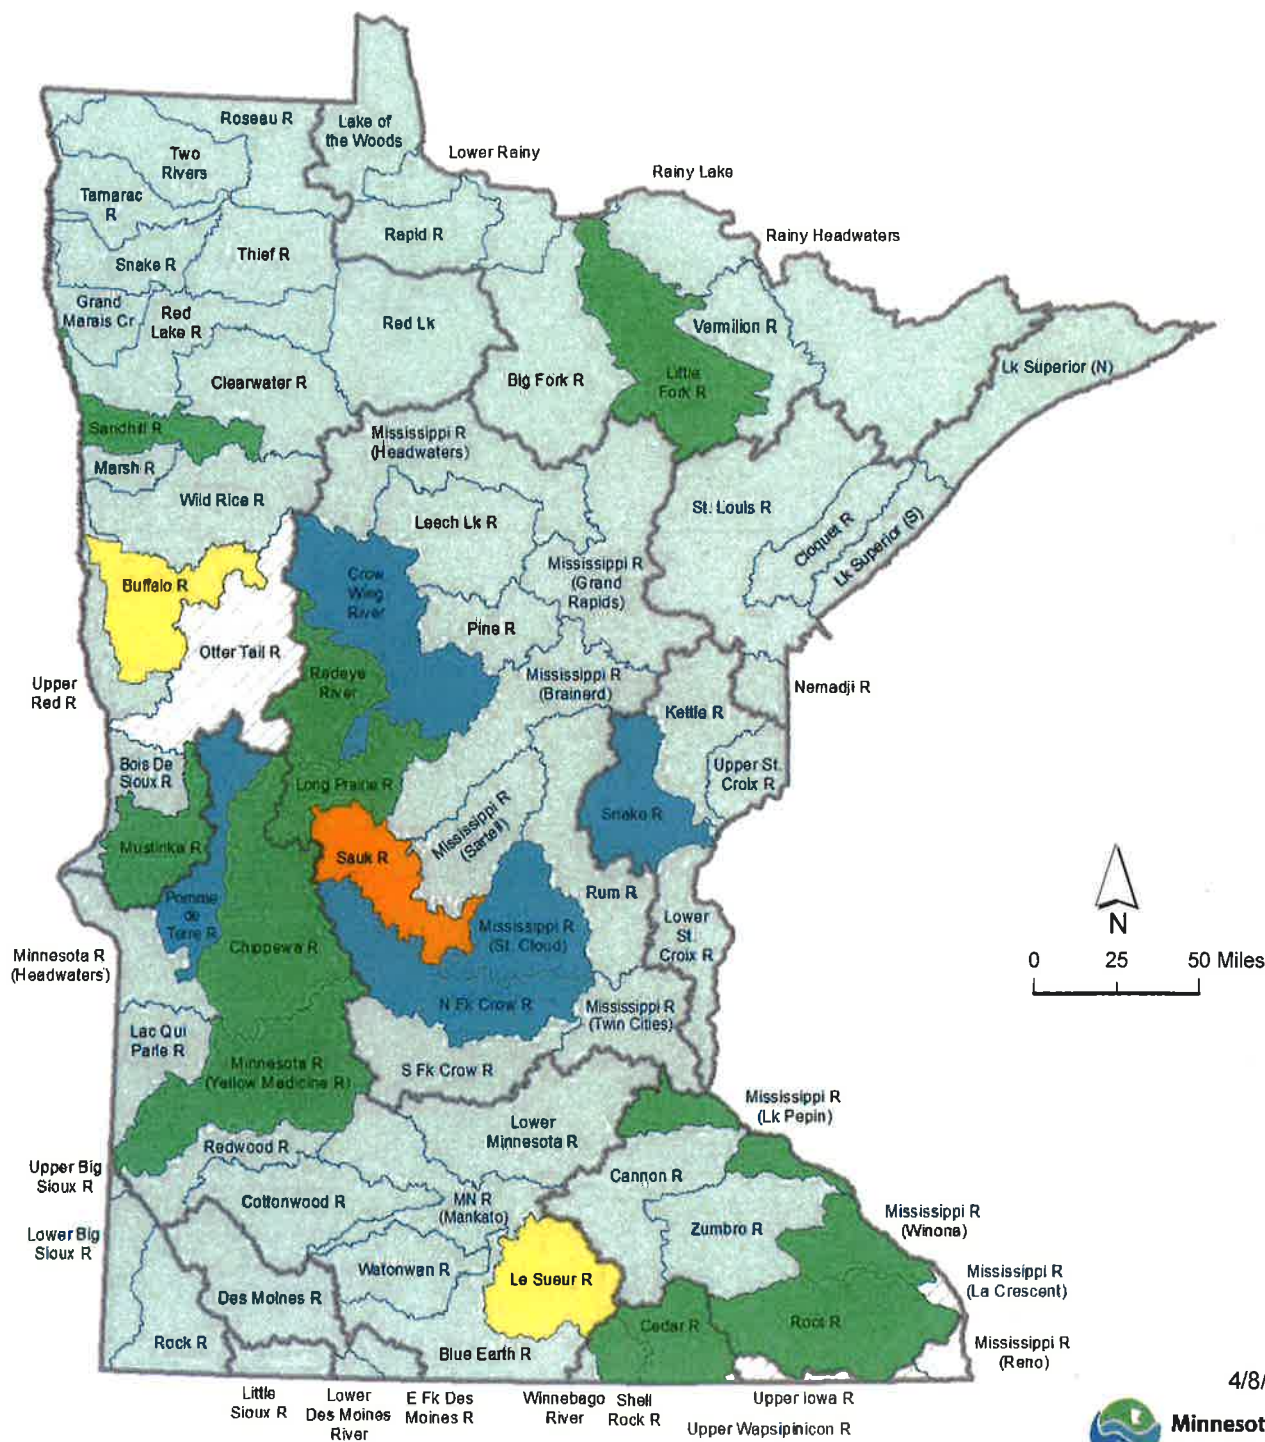 Roseau R
Lake of
the Woods
Two
Rivers
Lower Rainy
Rainy Lake
Tamarac
R
Rapid R
Rainy Headwaters
Thief R
Snake R
Grand
Marais Cr
Red
Lake R
Red Lk
Vermilion R
Clearwater R
Big Fork R
Little
Fork R
Lk Superior (N)
Sandhill R
Mississippi R
(Headwaters)
Marsh R
Wild Rice R
Leech Lk R
St. Louis R
Cloquet R
Lk Superior (S)
Buffalo R
Crow
Wing
River
Mississippi R
(Grand
Rapids)
Pine R
Otter Tail R
Upper
Red R
Redeye
River
Mississippi R
(Brainerd)
Nemadji R
Kettle R
Bois De
Sioux R
Long Prairie R
Upper St.
Croix R
Mustinka R
Sauk R
Mississippi R
(Sartell)
Snake R
Pomme
de
Terre R
Rum R
Mississippi R
(St. Cloud)
Lower
St.
Croix R
N
Minnesota R
(Headwaters)
Chippewa R
0 25 50 Miles
N Fk Crow R
Mississippi R
(Twin Cities)
Lac Qui
Parle R
Minnesota R
(Yellow Medicine R)
S Fk Crow R
Mississippi R
(Lk Pepin)
Lower
Minnesota R
Redwood R
Upper Big
Sioux R
Cannon R
Cottonwood R
MN R
(Mankato)
Mississippi R
(Winona)
Zumbro R
Lower Big
Sioux R
Watonwan R
Le Sueur R
Mississippi R
(La Crescent)
Des Moines R
Cedar R
Root R
Rock R
Blue Earth R
Mississippi R
(Reno)
Little
Sioux R
Lower
Des Moines
River
E Fk Des
Moines R
Winnebago
River
Shell
Rock R
Upper Iowa R
Upper Wapsipinicon R
4/8/
Minnesot